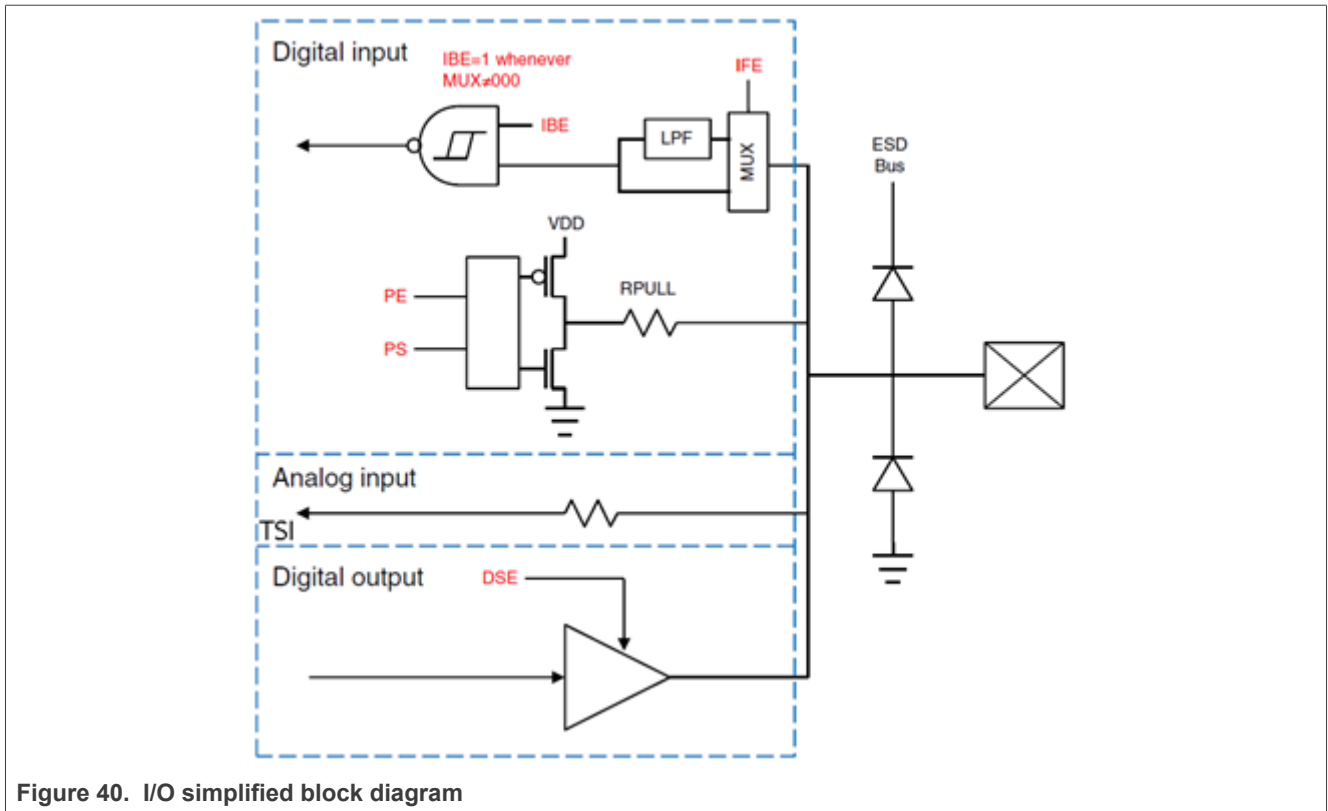 Digital input
IBE=1 whenever
MUX≠000
IFE
IBE
LPF
MUX
ESD
Bus
VDD
PE
RPULL
PS
Analog input
TSI
Digital output
DSE
Figure 40. I/O simplified block diagram